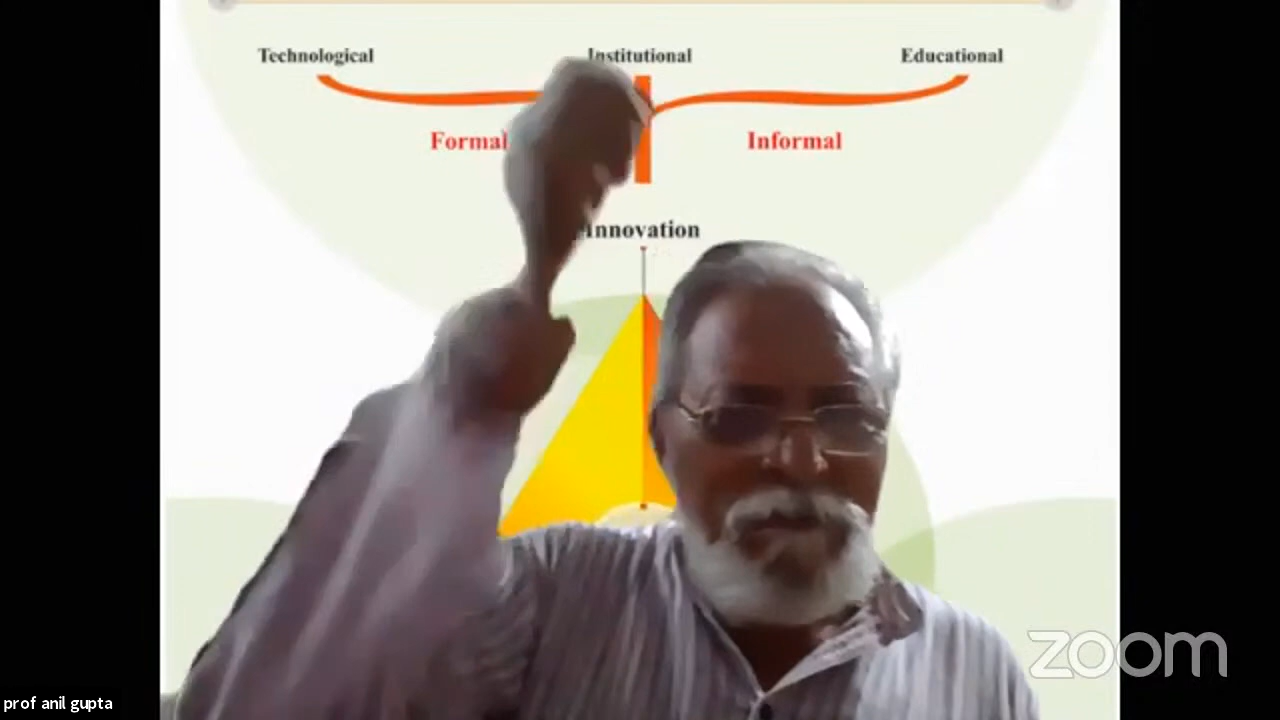 Technological Institutional Educational
Formal Informal
Innovation
zoom
prof anil gupta